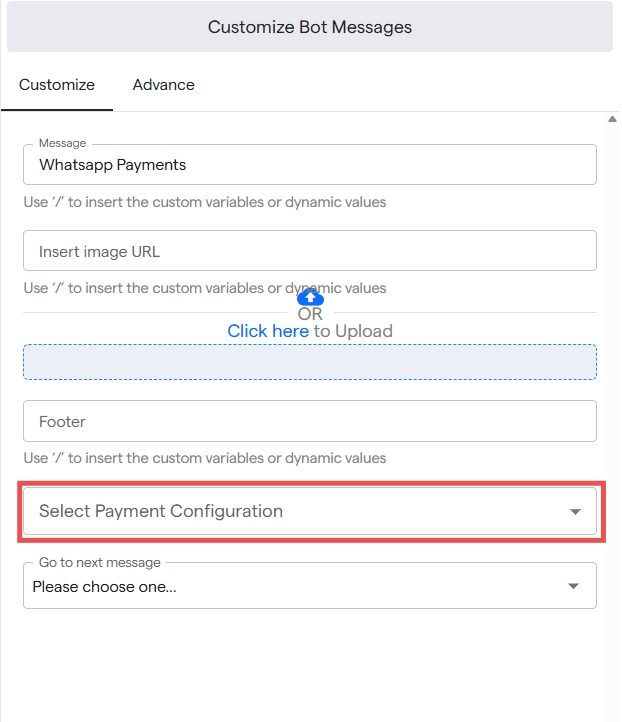 Customize Bot Messages
Customize Advance
Message
Whatsapp Payments
Use ‘/’ to insert the custom variables or dynamic values
Insert image URL
Use ‘/’ to insert the custom variables or dynamic values
OR
Click here to Upload
Footer
Use ‘/’ to insert the custom variables or dynamic values
Select Payment Configuration
Go to next message
Please choose one...